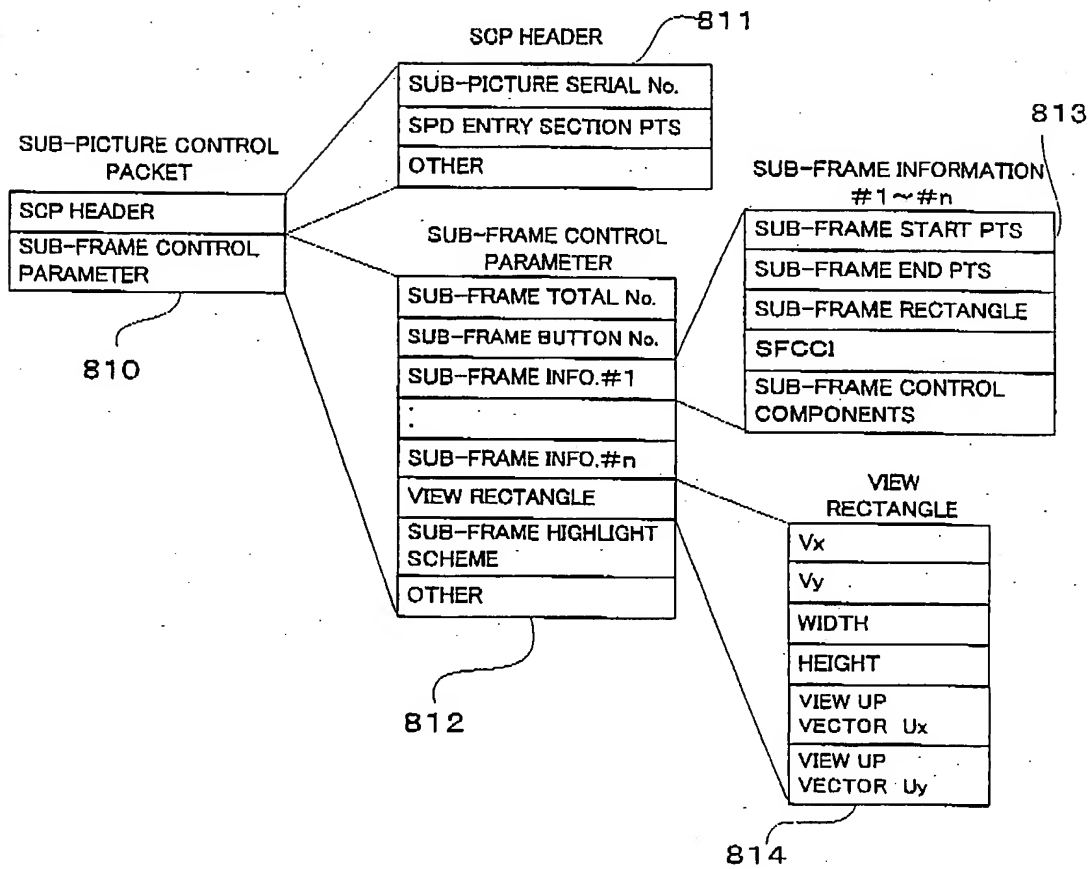 SUB-PICTURE CONTROL
PACKET
SCP HEADER
SUB-FRAME CONTROL
PARAMETER
810
SCP HEADER
811
SUB-PICTURE SERIAL No.
SPD ENTRY SECTION PTS
OTHER
SUB-FRAME CONTROL
PARAMETER
SUB-FRAME TOTAL No.
SUB-FRAME BUTTON No.
SUB-FRAME INFO.#1
:
SUB-FRAME INFO.#n
VIEW RECTANGLE
SUB-FRAME HIGHLIGHT
SCHEME
OTHER
812
813
SUB-FRAME INFORMATION
#1~#n
SUB-FRAME START PTS
SUB-FRAME END PTS
SUB-FRAME RECTANGLE
SFCCI
SUB-FRAME CONTROL
COMPONENTS
VIEW
RECTANGLE
Vx
Vy
WIDTH
HEIGHT
VIEW UP
VECTOR Ux
VIEW UP
VECTOR Uy
814